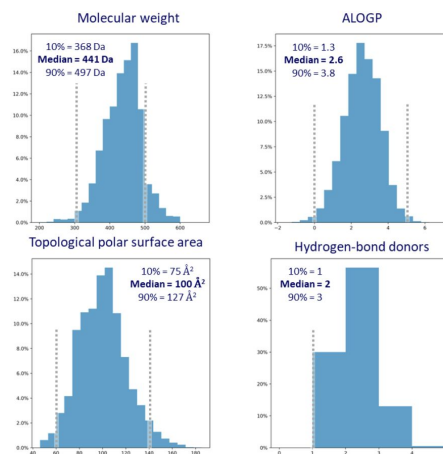 Molecular weight
10% = 368 Da
Median = 441 Da
90% = 497 Da
16.0%
14.0%
12.0%
10.0%
8.0%
6.0%
4.0%
2.0%
0.0%
200 300 400 500 600
ALOGP
10% = 1.3
Median = 2.6
90% = 3.8
17.5%
15.0%
12.5%
10.0%
7.5%
5.0%
2.5%
0.0%
−2 0 2 4 6
Topological polar surface area
10% = 75 Å²
Median = 100 Å²
90% = 127 Å²
14.0%
12.0%
10.0%
8.0%
6.0%
4.0%
2.0%
0.0%
40 60 80 100 120 140 160 180
Hydrogen-bond donors
10% = 1
Median = 2
90% = 3
50%
40%
30%
20%
10%
0%
0 1 2 3 4